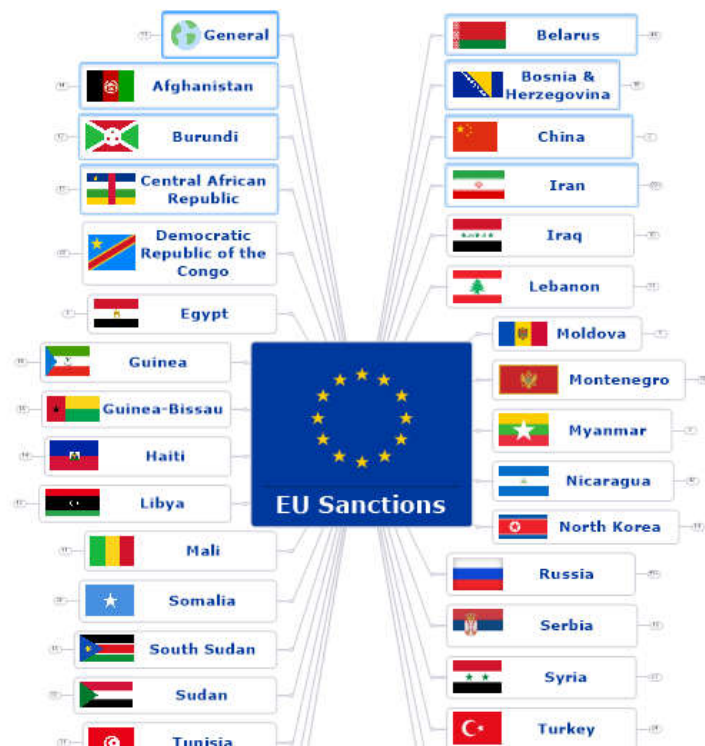 General
Afghanistan
Burundi
Central African
Republic
Democratic
Republic of the
Congo
Egypt
Guinea
Guinea-Bissau
Haiti
Libya
Mali
Somalia
South Sudan
Sudan
Tunisia
EU Sanctions
Belarus
Bosnia &
Herzegovina
China
Iran
Iraq
Lebanon
Moldova
Montenegro
Myanmar
Nicaragua
North Korea
Russia
Serbia
Syria
Turkey